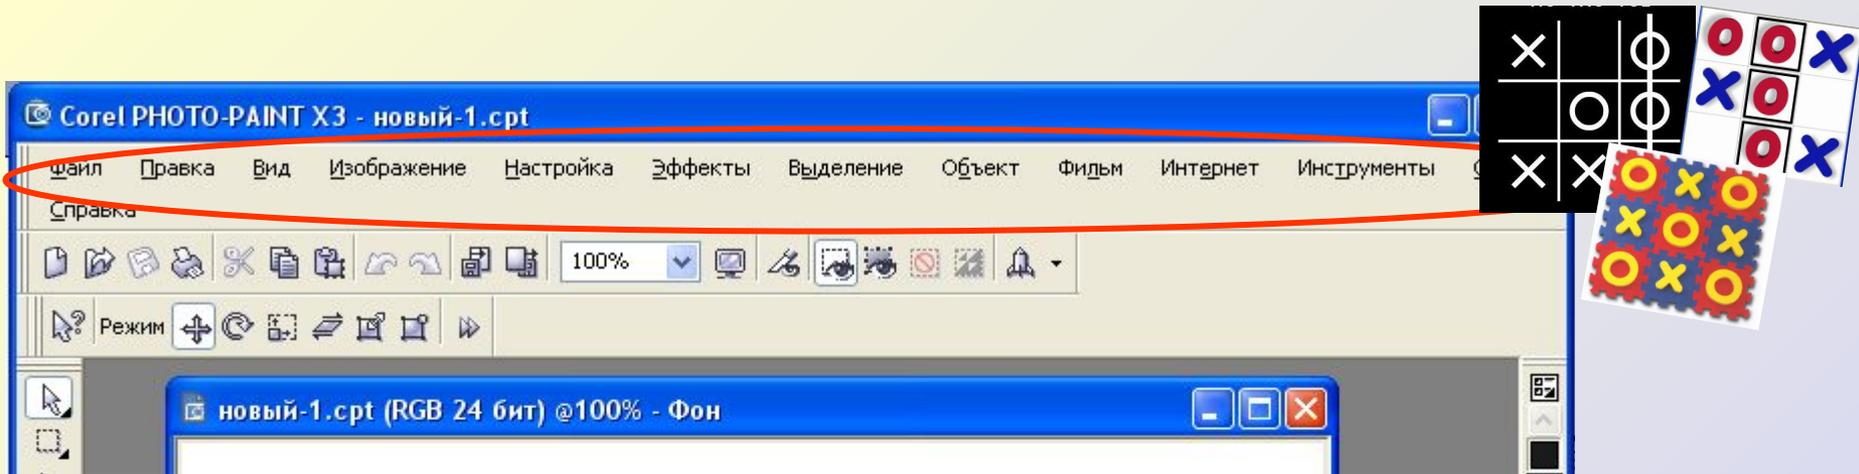 Corel PHOTO-PAINT X3 - новый-1.cpt
Файл Правка Вид Изображение Настройка Эффекты Выделение Объект Фильм Интернет Инструменты
Справка
100%
Режим
новый-1.cpt (RGB 24 бит) @100% - Фон